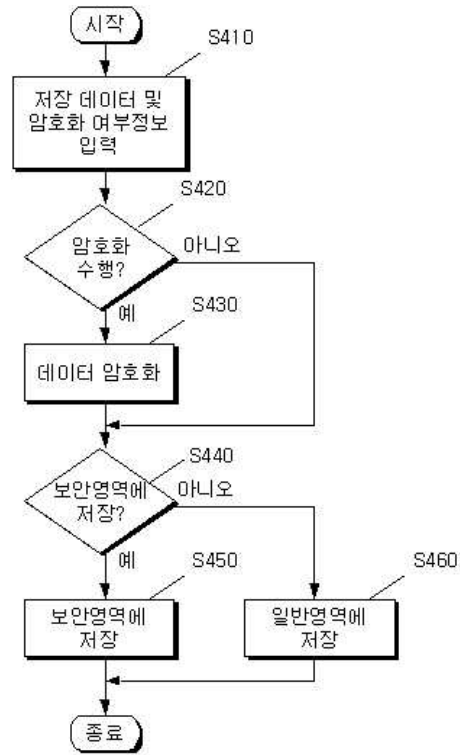 시작
S410
저장 데이터 및
암호화 여부정보
입력
S420
암호화
수행?
아니오
예
S430
데이터 암호화
S440
보안영역에
저장?
아니오
예
S450
S460
보안영역에
저장
일반영역에
저장
종료